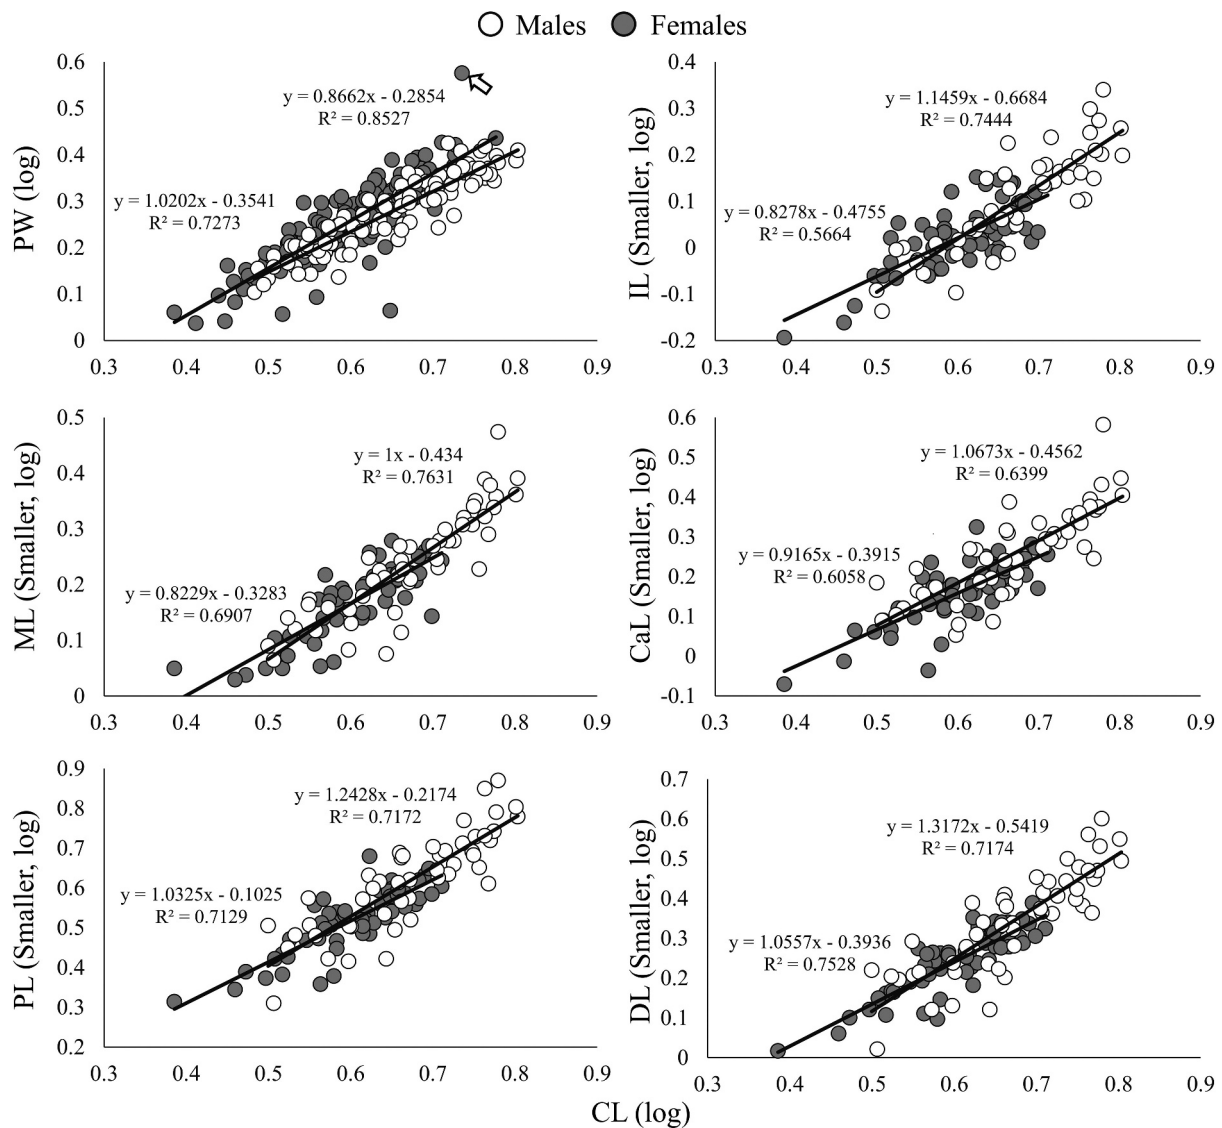 Males Females
PW (log)
0.6
0.5
0.4
0.3
0.2
0.1
0
y = 0.8662x - 0.2854
R² = 0.8527
y = 1.0202x - 0.3541
R² = 0.7273
0.3 0.4 0.5 0.6 0.7 0.8 0.9
IL (Smaller, log)
0.4
0.3
0.2
0.1
0
-0.1
-0.2
y = 1.1459x - 0.6684
R² = 0.7444
y = 0.8278x - 0.4755
R² = 0.5664
0.3 0.4 0.5 0.6 0.7 0.8 0.9
ML (Smaller, log)
0.5
0.4
0.3
0.2
0.1
0
y = 1x - 0.434
R² = 0.7631
y = 0.8229x - 0.3283
R² = 0.6907
0.3 0.4 0.5 0.6 0.7 0.8 0.9
CaL (Smaller, log)
0.6
0.5
0.4
0.3
0.2
0.1
0
-0.1
y = 1.0673x - 0.4562
R² = 0.6399
y = 0.9165x - 0.3915
R² = 0.6058
0.3 0.4 0.5 0.6 0.7 0.8 0.9
PL (Smaller, log)
0.9
0.8
0.7
0.6
0.5
0.4
0.3
0.2
y = 1.2428x - 0.2174
R² = 0.7172
y = 1.0325x - 0.1025
R² = 0.7129
0.3 0.4 0.5 0.6 0.7 0.8 0.9
DL (Smaller, log)
0.7
0.6
0.5
0.4
0.3
0.2
0.1
0
y = 1.3172x - 0.5419
R² = 0.7174
y = 1.0557x - 0.3936
R² = 0.7528
0.3 0.4 0.5 0.6 0.7 0.8 0.9
CL (log)